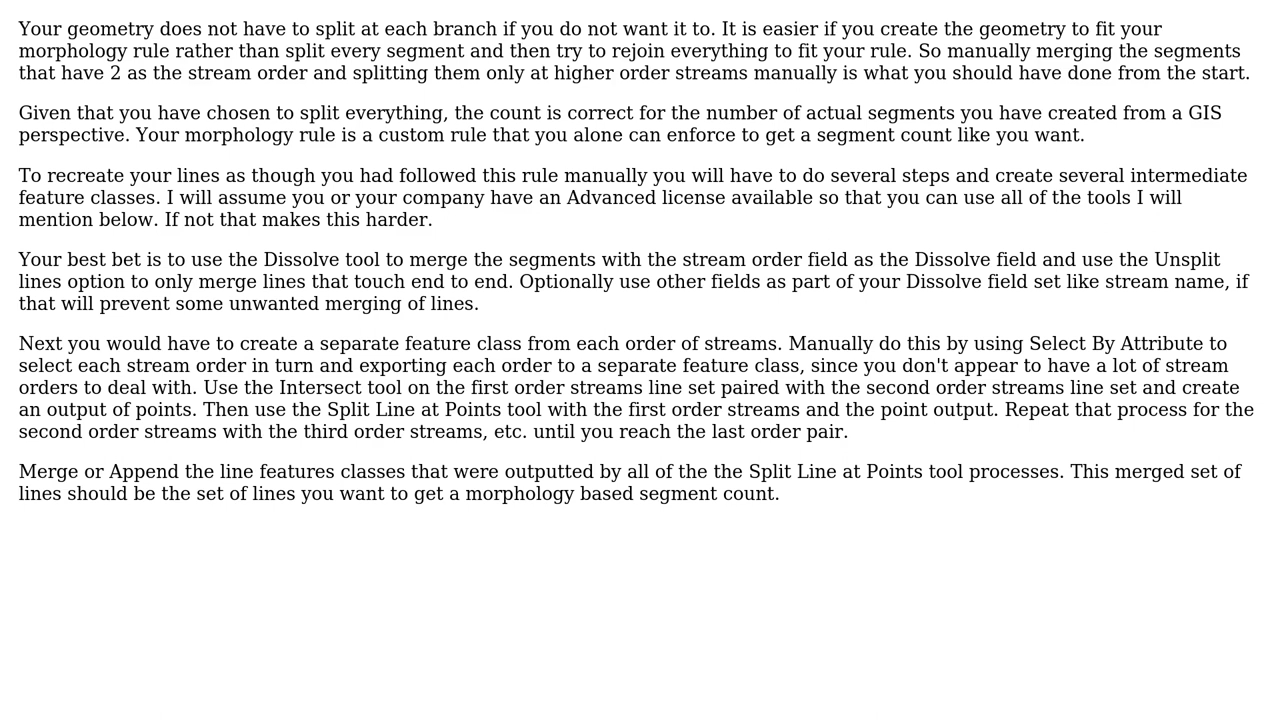 Your geometry does not have to split at each branch if you do not want it to. It is easier if you create the geometry to fit your
morphology rule rather than split every segment and then try to rejoin everything to fit your rule. So manually merging the segments
that have 2 as the stream order and splitting them only at higher order streams manually is what you should have done from the start.
Given that you have chosen to split everything, the count is correct for the number of actual segments you have created from a GIS
perspective. Your morphology rule is a custom rule that you alone can enforce to get a segment count like you want.
To recreate your lines as though you had followed this rule manually you will have to do several steps and create several intermediate
feature classes. I will assume you or your company have an Advanced license available so that you can use all of the tools I will
mention below. If not that makes this harder.
Your best bet is to use the Dissolve tool to merge the segments with the stream order field as the Dissolve field and use the Unsplit
lines option to only merge lines that touch end to end. Optionally use other fields as part of your Dissolve field set like stream name, if
that will prevent some unwanted merging of lines.
Next you would have to create a separate feature class from each order of streams. Manually do this by using Select By Attribute to
select each stream order in turn and exporting each order to a separate feature class, since you don't appear to have a lot of stream
orders to deal with. Use the Intersect tool on the first order streams line set paired with the second order streams line set and create
an output of points. Then use the Split Line at Points tool with the first order streams and the point output. Repeat that process for the
second order streams with the third order streams, etc. until you reach the last order pair.
Merge or Append the line features classes that were outputted by all of the the Split Line at Points tool processes. This merged set of
lines should be the set of lines you want to get a morphology based segment count.